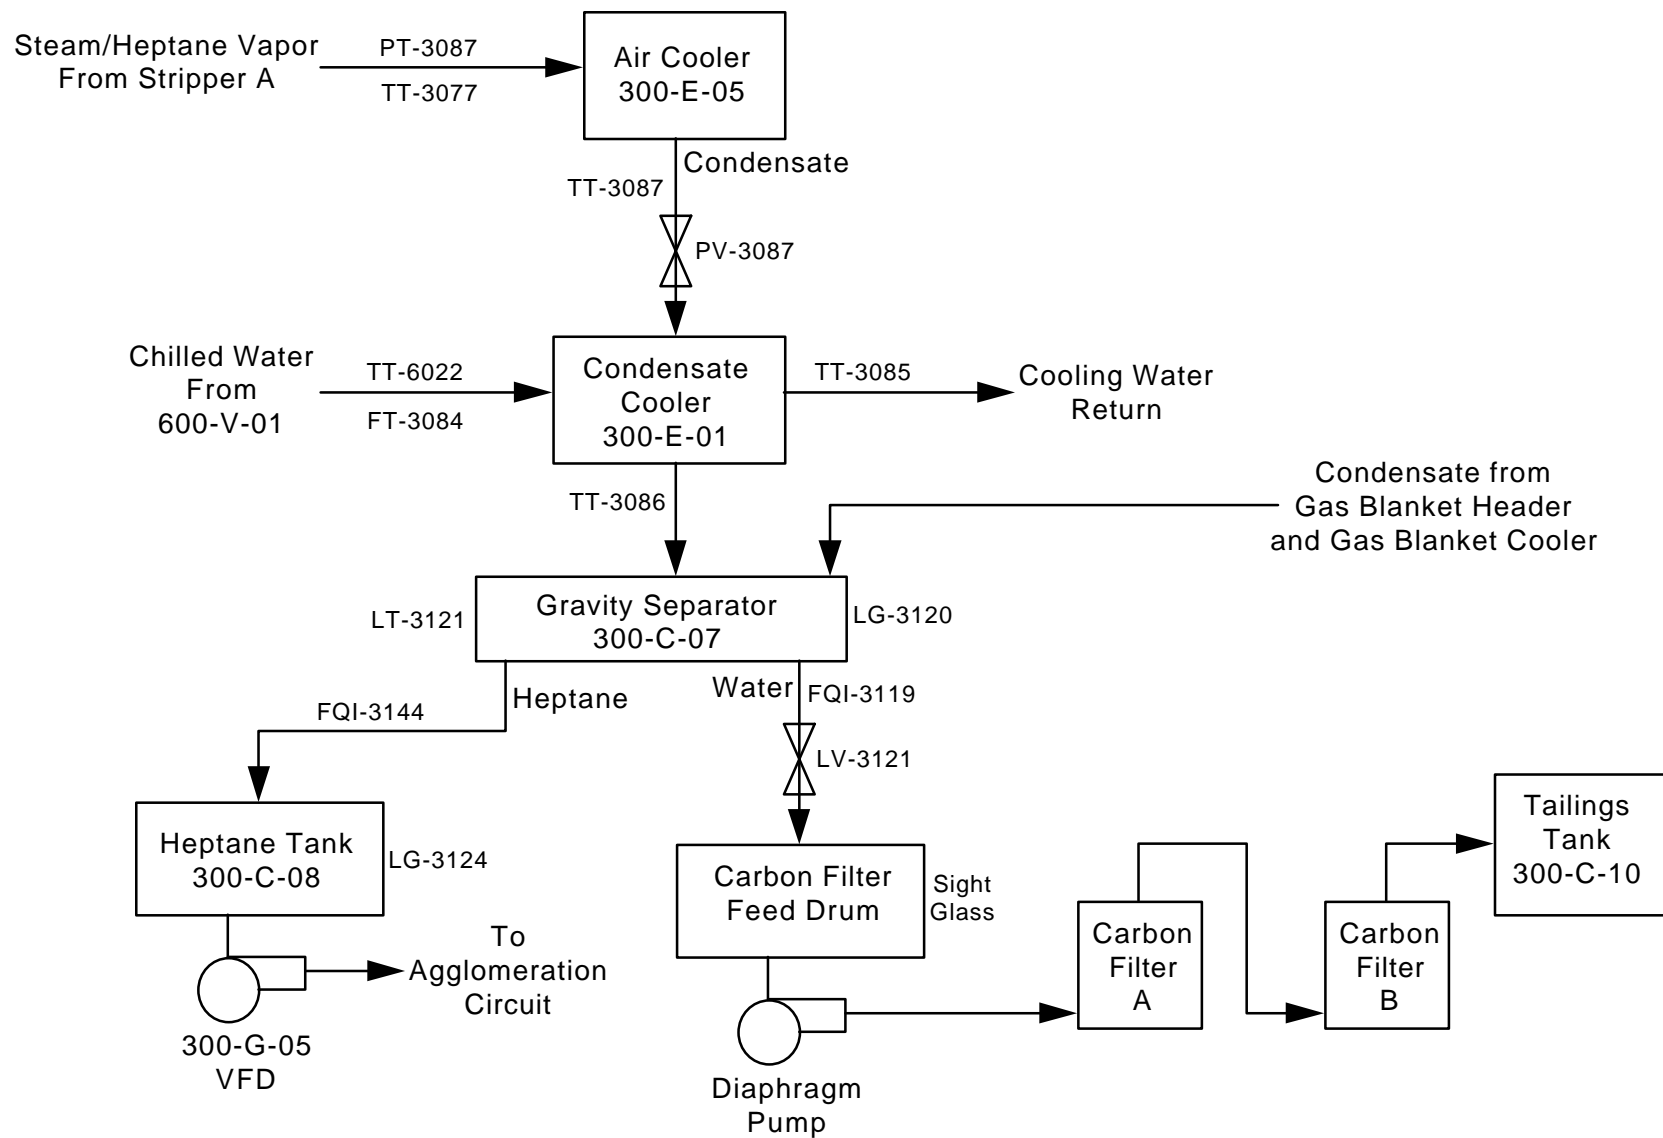 Steam/Heptane Vapor
From Stripper A
PT-3087
TT-3077
Air Cooler
300-E-05
Condensate
TT-3087
PV-3087
Chilled Water
From
600-V-01
TT-6022
FT-3084
Condensate
Cooler
300-E-01
TT-3085
Cooling Water
Return
TT-3086
Condensate from
Gas Blanket Header
and Gas Blanket Cooler
LT-3121
Gravity Separator
300-C-07
LG-3120
Heptane
Water
FQI-3119
FQI-3144
LV-3121
Heptane Tank
300-C-08
LG-3124
Carbon Filter
Feed Drum
Sight
Glass
Tailings
Tank
300-C-10
To
Agglomeration
Circuit
Carbon
Filter
A
Carbon
Filter
B
300-G-05
VFD
Diaphragm
Pump